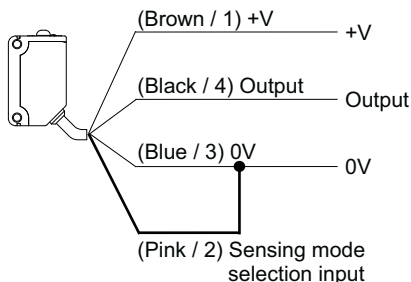 (Brown / 1) +V
+V
(Black / 4) Output
Output
(Blue / 3) 0V
0V
(Pink / 2) Sensing mode
selection input